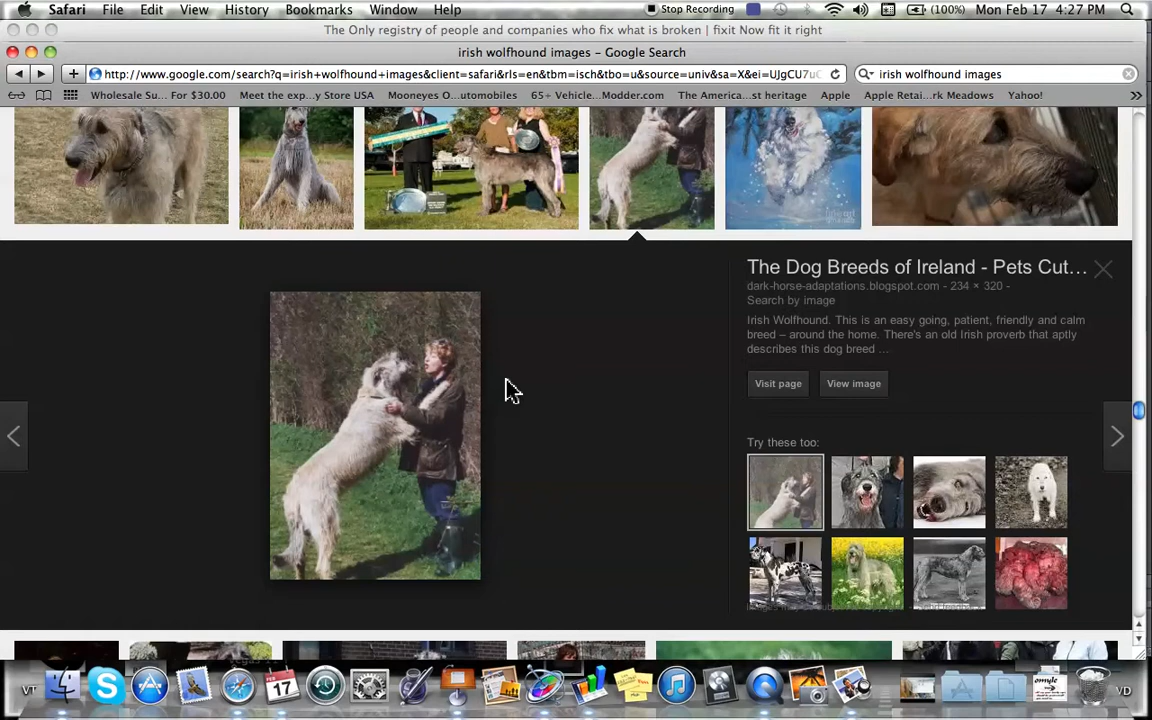 Safari File Edit View History Bookmarks Window Help Stop Recording (100%) Mon Feb 17 4:27 PM
The Only registry of people and companies who fix what is broken | fixit Now fit it right
irish wolfhound images – Google Search
http://www.google.com/search?q=irish+wolfhound+images&client=safari&rls=en&tbm=isch&tbo=u&source=univ&sa=X&ei=UJgCU7uC irish wolfhound images
Wholesale Su... For $30.00 Meet the exp...y Store USA Mooneyes O...utomobiles 65+ Vehicle...Modder.com The America...st heritage Apple Apple Retai...rk Meadows Yahoo!
The Dog Breeds of Ireland - Pets Cut...
dark-horse-adaptations.blogspot.com - 234 × 320 -
Search by image
Irish Wolfhound. This is an easy going, patient, friendly and calm
breed – around the home. There's an old Irish proverb that aptly
describes this dog breed ...
Visit page View image
Try these too:
VT FEB 17 VD